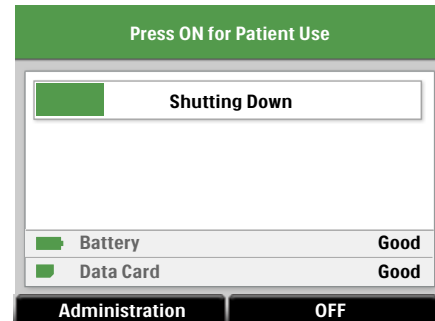 Press ON for Patient Use
Shutting Down
Battery Good
Data Card Good
Administration OFF